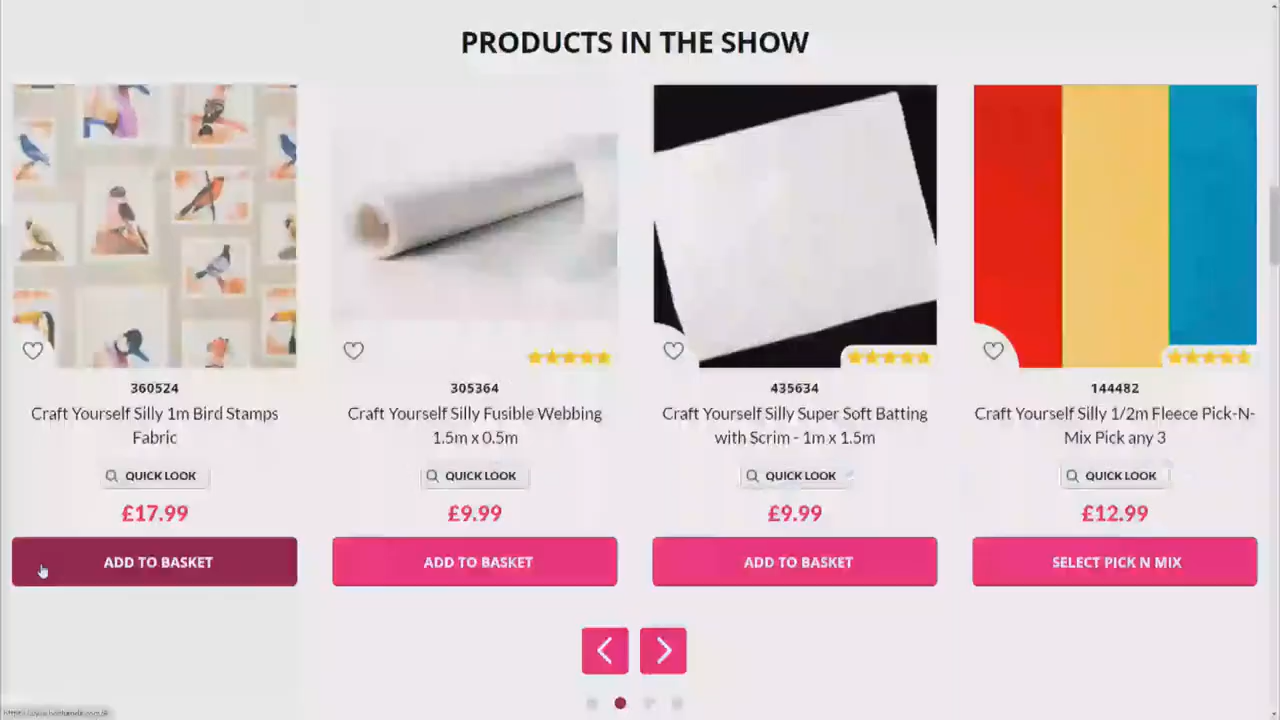 PRODUCTS IN THE SHOW
360524
Craft Yourself Silly 1m Bird Stamps
Fabric
QUICK LOOK
£17.99
ADD TO BASKET
305364
Craft Yourself Silly Fusible Webbing
1.5m x 0.5m
QUICK LOOK
£9.99
ADD TO BASKET
435634
Craft Yourself Silly Super Soft Batting
with Scrim - 1m x 1.5m
QUICK LOOK
£9.99
ADD TO BASKET
144482
Craft Yourself Silly 1/2m Fleece Pick-N-
Mix Pick any 3
QUICK LOOK
£12.99
SELECT PICK N MIX